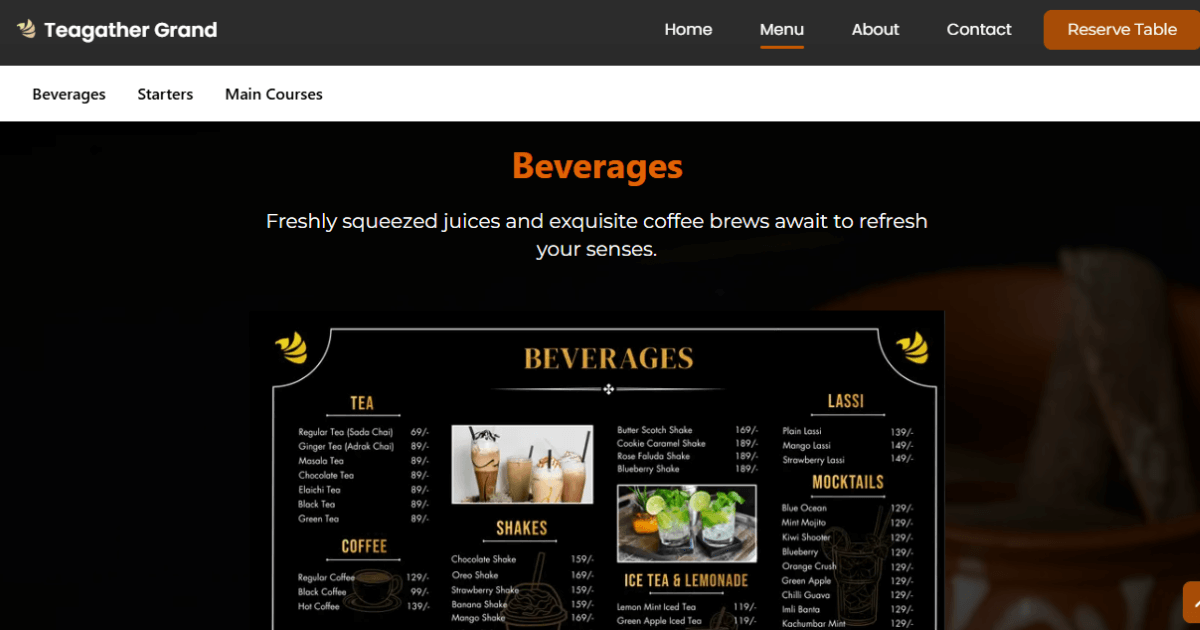 Teagather Grand
Home
Menu
About
Contact
Reserve Table
Beverages
Starters
Main Courses
Beverages
Freshly squeezed juices and exquisite coffee brews await to refresh
your senses.
BEVERAGES
TEA
Regular Tea (Sada Chai) 69/-
Ginger Tea (Adrak Chai) 89/-
Masala Tea 89/-
Chocolate Tea 89/-
Elaichi Tea 89/-
Black Tea 89/-
Green Tea 89/-
COFFEE
Regular Coffee 129/-
Black Coffee 99/-
Hot Coffee 139/-
SHAKES
Chocolate Shake 159/-
Oreo Shake 169/-
Strawberry Shake 159/-
Banana Shake 159/-
Mango Shake 169/-
Butter Scotch Shake 169/-
Cookie Caramel Shake 189/-
Rose Faluda Shake 189/-
Blueberry Shake 189/-
ICE TEA & LEMONADE
Lemon Mint Iced Tea 119/-
Green Apple Iced Tea 119/-
LASSI
Plain Lassi 139/-
Mango Lassi 149/-
Strawberry Lassi 149/-
MOCKTAILS
Blue Ocean 129/-
Mint Mojito 129/-
Kiwi Shooter 129/-
Blueberry 129/-
Orange Crush 129/-
Green Apple 129/-
Chilli Guava 129/-
Imli Banta 129/-
Kachumbar Mint 129/-